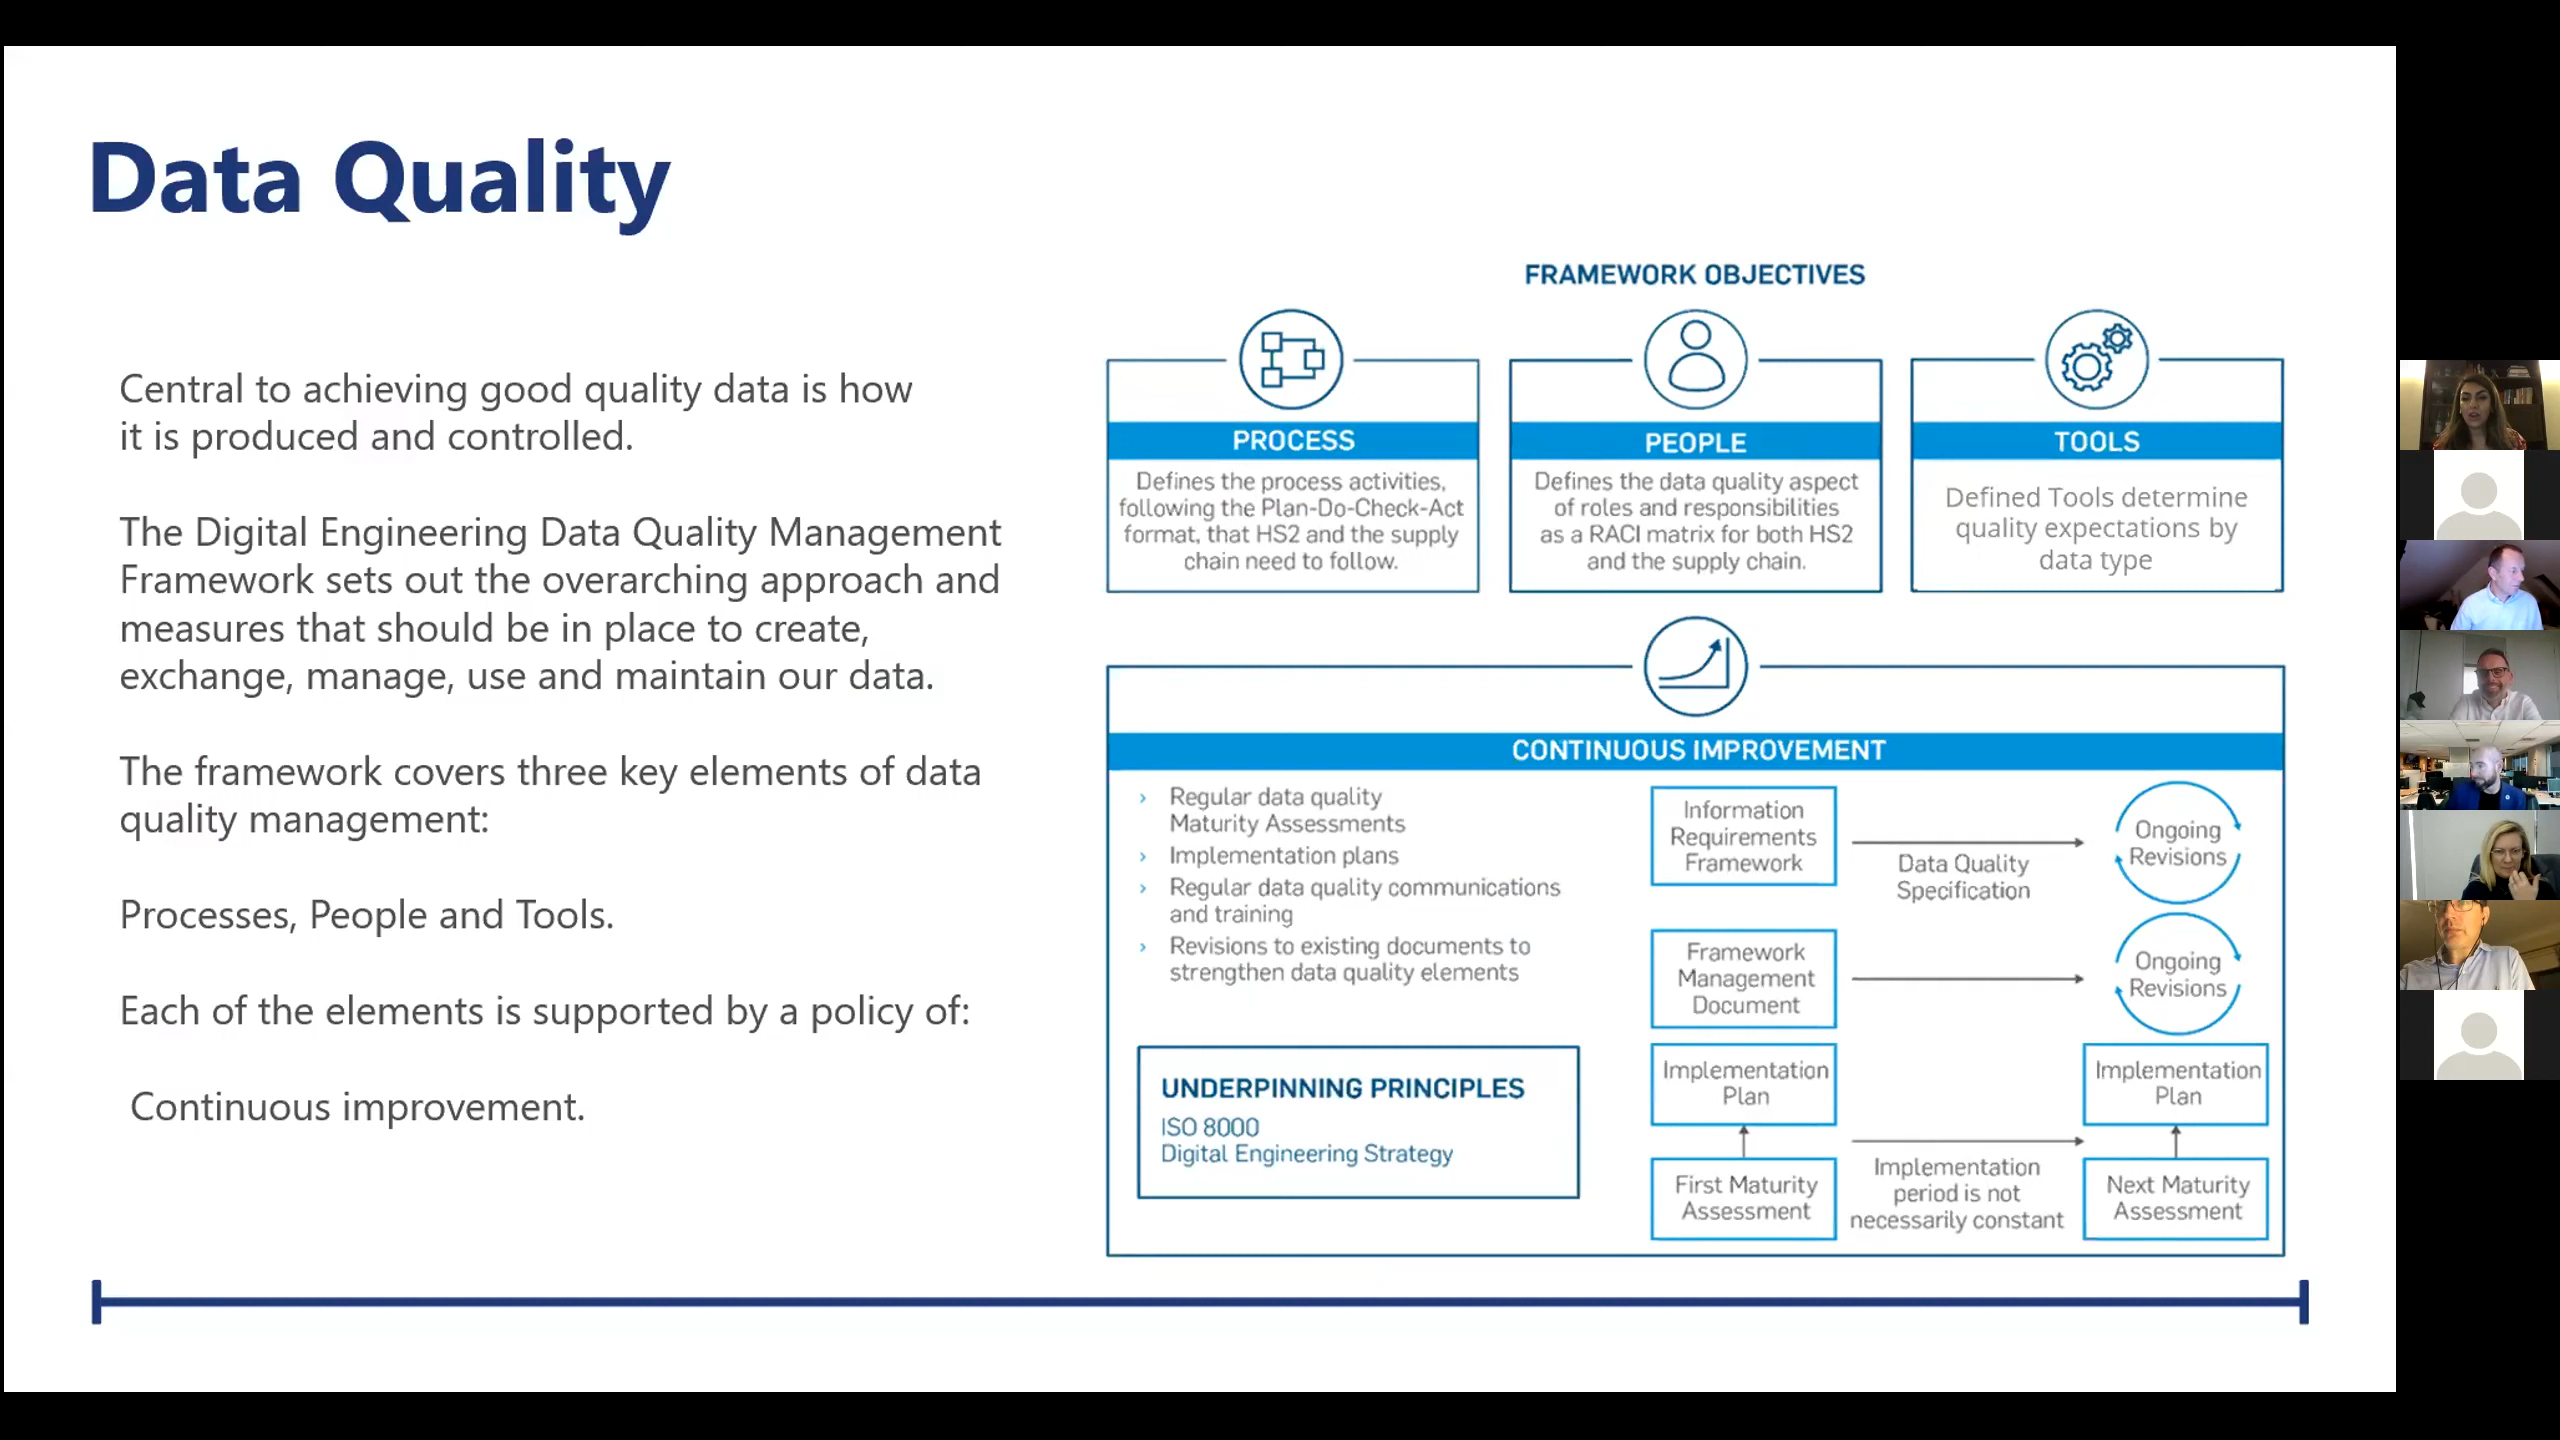 Data Quality
Central to achieving good quality data is how
it is produced and controlled.
The Digital Engineering Data Quality Management
Framework sets out the overarching approach and
measures that should be in place to create,
exchange, manage, use and maintain our data.
The framework covers three key elements of data
quality management:
Processes, People and Tools.
Each of the elements is supported by a policy of:
Continuous improvement.
FRAMEWORK OBJECTIVES
PROCESS
Defines the process activities,
following the Plan-Do-Check-Act
format, that HS2 and the supply
chain need to follow.
PEOPLE
Defines the data quality aspect
of roles and responsibilities
as a RACI matrix for both HS2
and the supply chain.
TOOLS
Defined Tools determine
quality expectations by
data type
CONTINUOUS IMPROVEMENT
› Regular data quality
Maturity Assessments
› Implementation plans
› Regular data quality communications
and training
› Revisions to existing documents to
strengthen data quality elements
UNDERPINNING PRINCIPLES
ISO 8000
Digital Engineering Strategy
Information
Requirements
Framework
Data Quality
Specification
Ongoing
Revisions
Framework
Management
Document
Ongoing
Revisions
Implementation
Plan
Implementation
Plan
First Maturity
Assessment
Implementation
period is not
necessarily constant
Next Maturity
Assessment